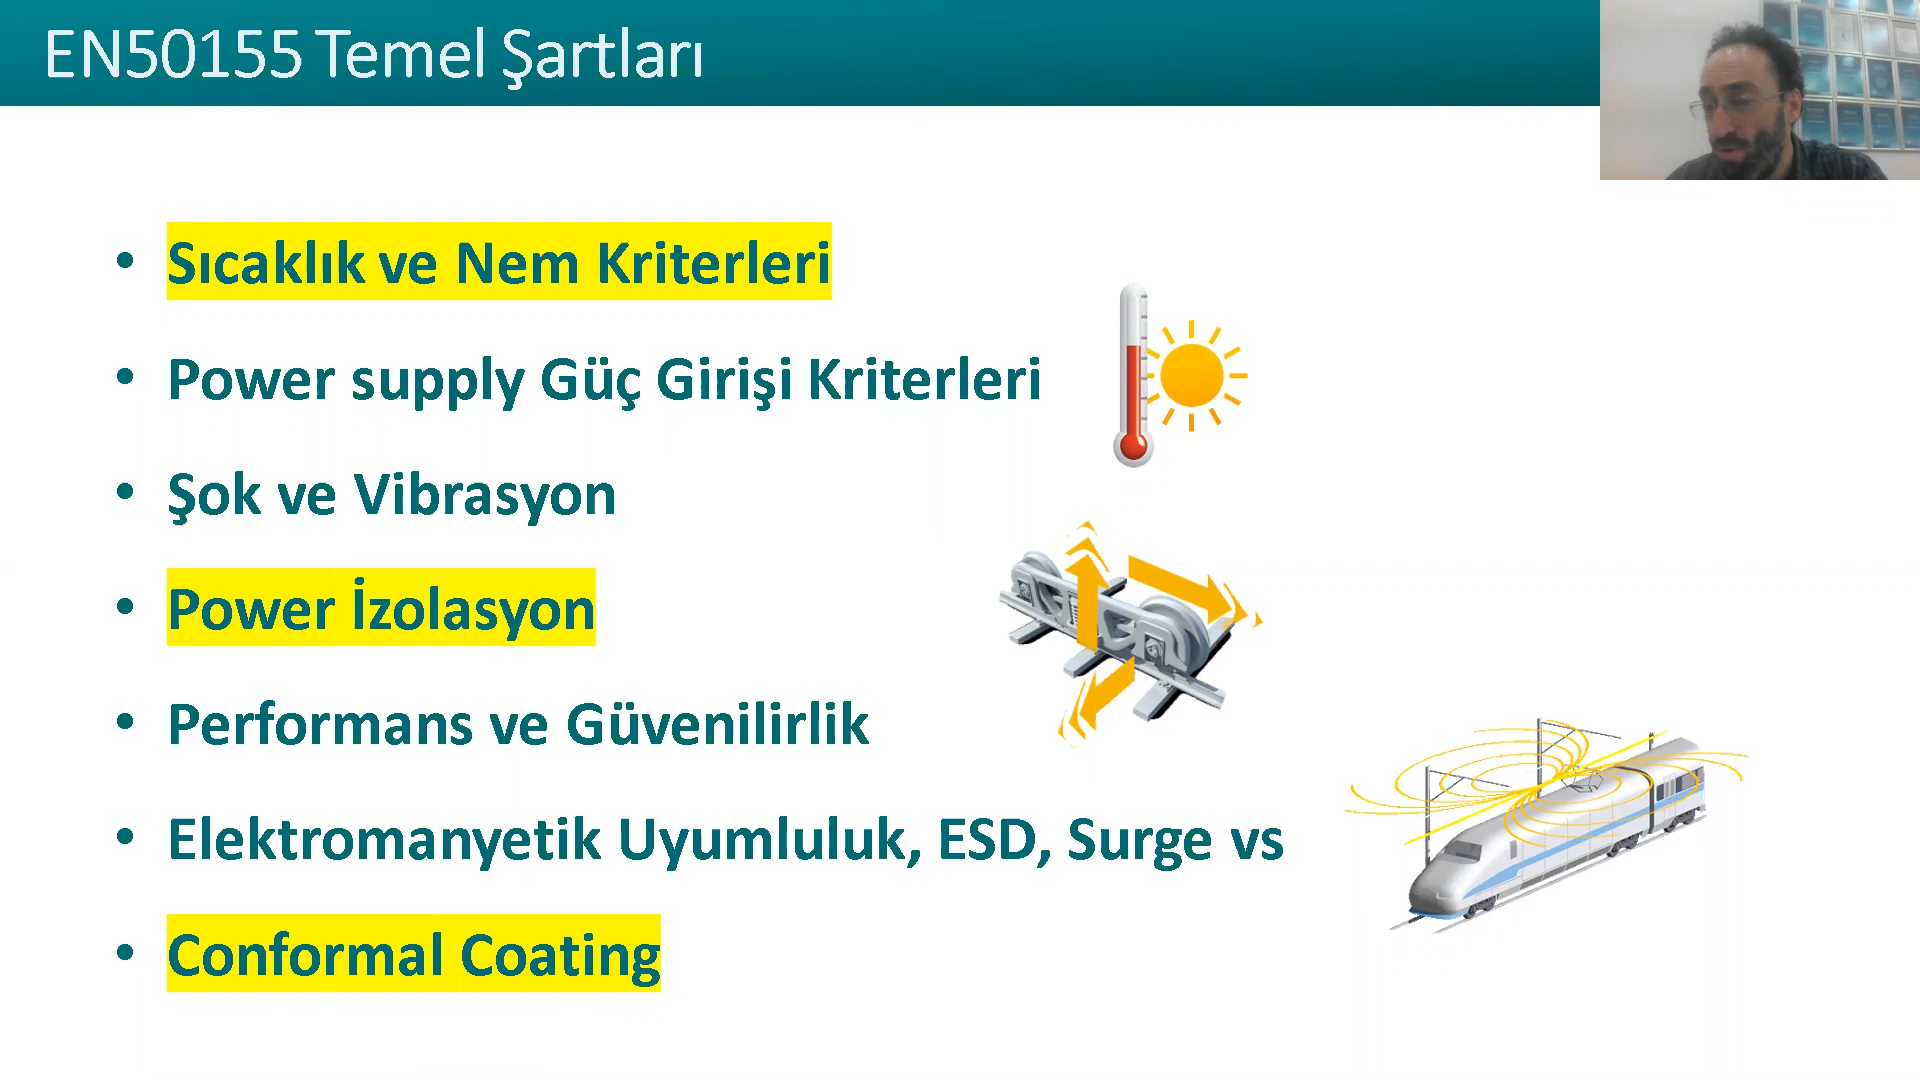 EN50155 Temel Şartları
• Sıcaklık ve Nem Kriterleri
• Power supply Güç Girişi Kriterleri
• Şok ve Vibrasyon
• Power İzolasyon
• Performans ve Güvenilirlik
• Elektromanyetik Uyumluluk, ESD, Surge vs
• Conformal Coating